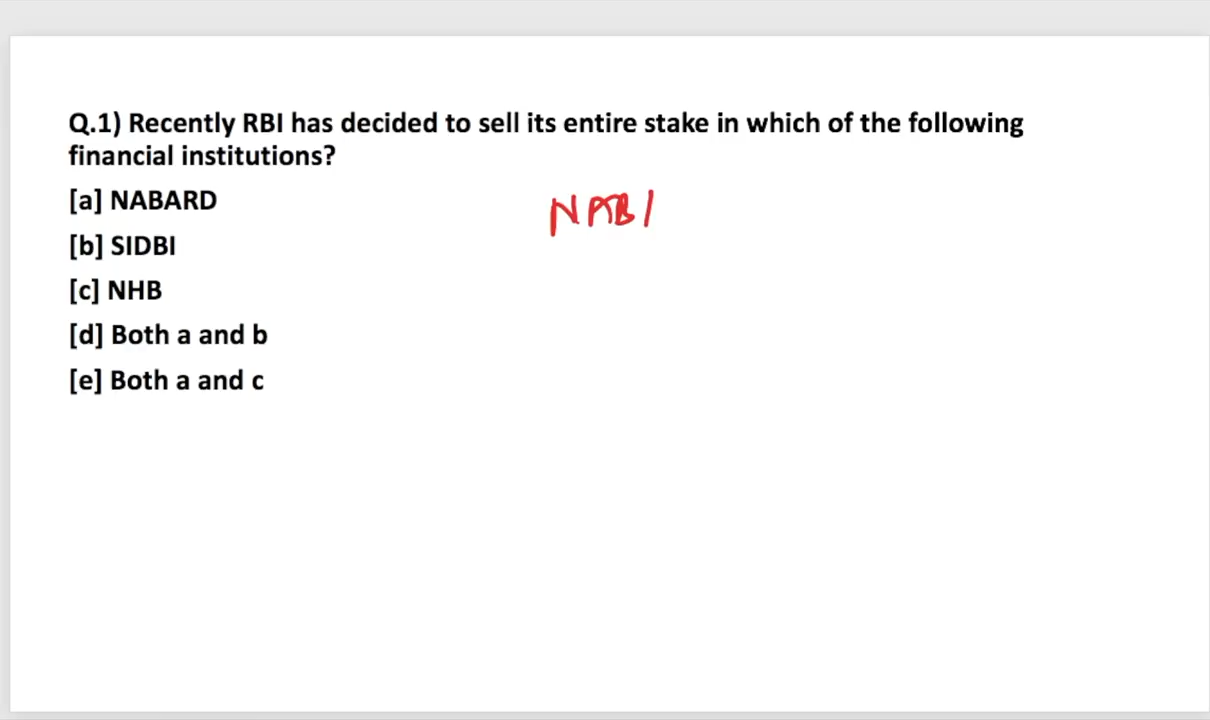 Q.1) Recently RBI has decided to sell its entire stake in which of the following
financial institutions?
[a] NABARD
NABI
[b] SIDBI
[c] NHB
[d] Both a and b
[e] Both a and c